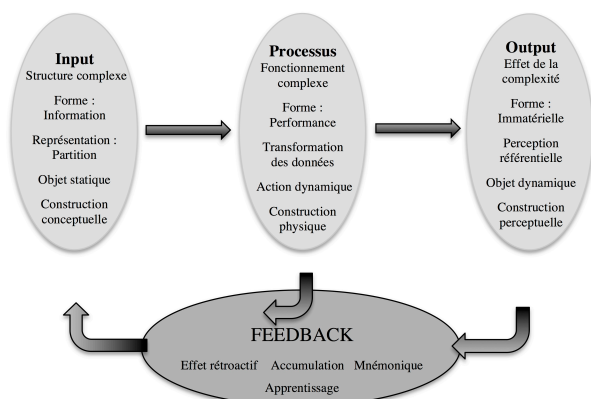 Input
Structure complexe
Forme :
Information
Représentation :
Partition
Objet statique
Construction
conceptuelle
Processus
Fonctionnement
complexe
Forme :
Performance
Transformation
des données
Action dynamique
Construction
physique
Output
Effet de la
complexité
Forme :
Immatérielle
Perception
référentielle
Objet dynamique
Construction
perceptuelle
FEEDBACK
Effet rétroactif Accumulation Mnémonique
Apprentissage